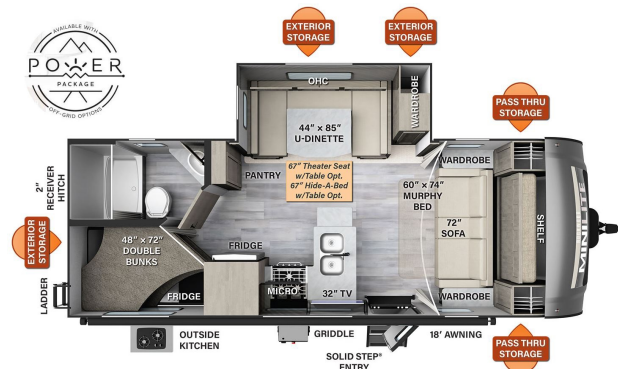 AVAILABLE WITH
POWER
PACKAGE
OFF-GRID OPTIONS
EXTERIOR
STORAGE
EXTERIOR
STORAGE
OHC
WARDROBE
44" x 85"
U-DINETTE
PASS THRU
STORAGE
2"
RECEIVER
HITCH
PANTRY
67" Theater Seat
w/Table Opt.
67" Hide-A-Bed
w/Table Opt.
WARDROBE
60" x 74"
MURPHY
BED
72"
SOFA
SHELF
MINILITE
EXTERIOR
STORAGE
48" x 72"
DOUBLE
BUNKS
FRIDGE
LADDER
FRIDGE
MICRO
32" TV
WARDROBE
OUTSIDE
KITCHEN
GRIDDLE
SOLID STEP®
ENTRY
18' AWNING
PASS THRU
STORAGE